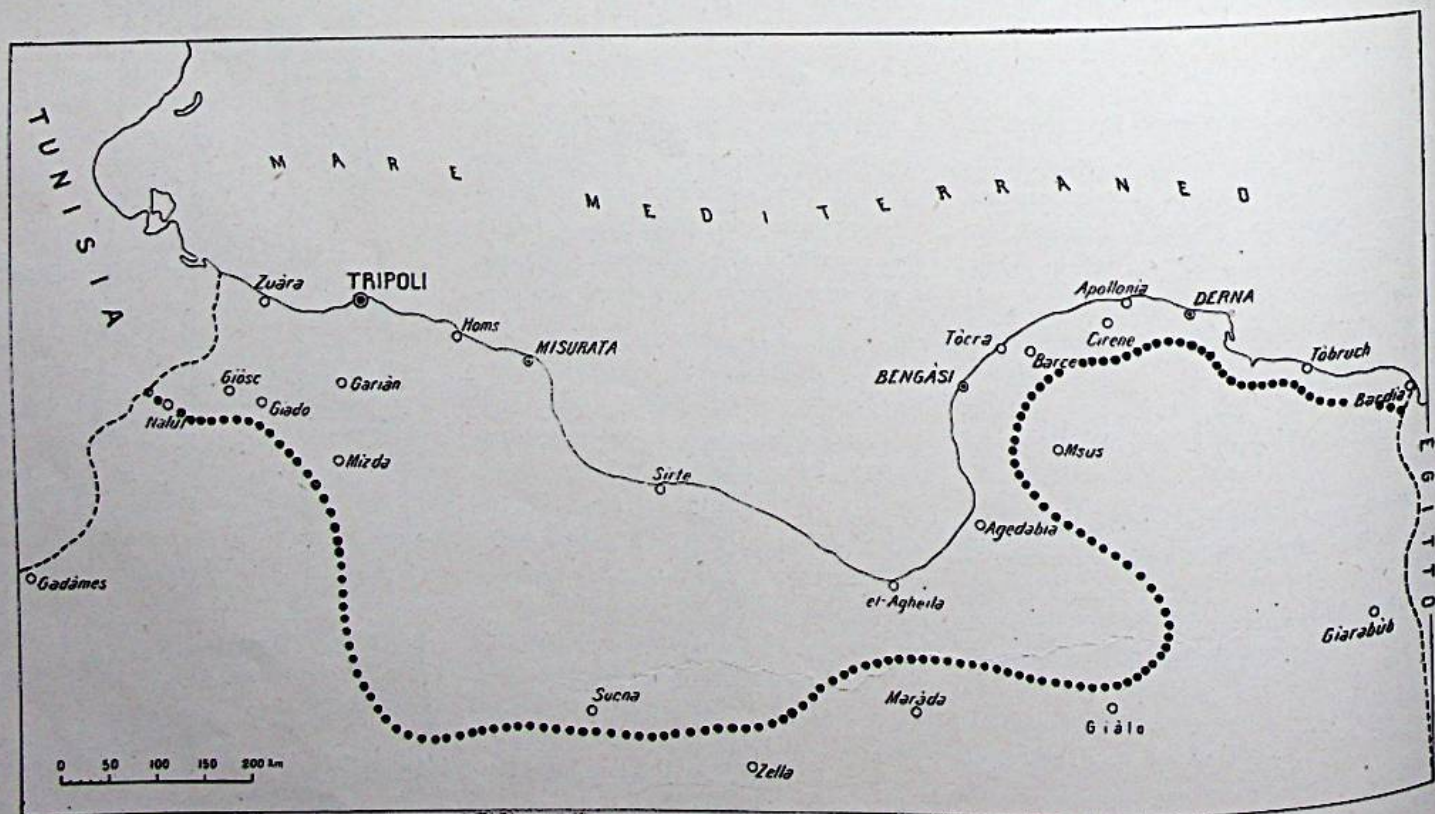 TUNISIA
MARE MEDITERRANEO
Zuàra
TRIPOLI
Homs
MISURATA
Giòsc
Giado
Nalut
Gariàn
Mizda
Sirte
Gadàmes
el-Agheila
Agedabia
BENGÀSI
Tòcra
Barce
Apollonia
Cirene
DERNA
Tòbruch
Bardia
Msus
EGITTO
Giarabùb
Sucna
Maràda
Giàlo
Zella
0 50 100 150 200 Km